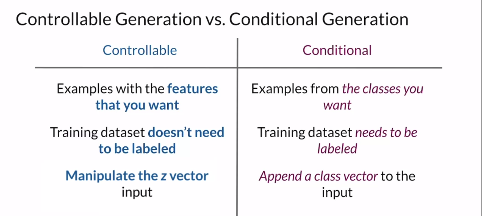 Controllable Generation vs. Conditional Generation
Controllable
Conditional
Examples with the features
that you want
Examples from the classes you
want
Training dataset doesn't need
to be labeled
Training dataset needs to be
labeled
Manipulate the z vector
input
Append a class vector to the
input